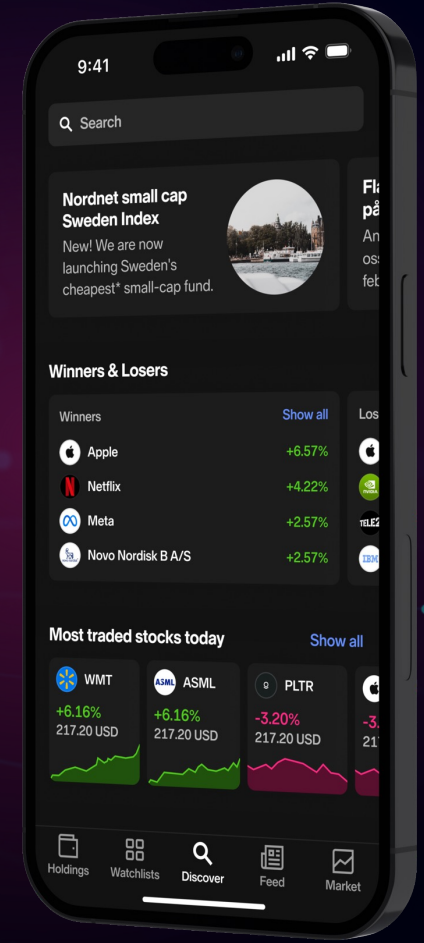 9:41
Search
Nordnet small cap
Sweden Index
New! We are now
launching Sweden's
cheapest* small-cap fund.
Winners & Losers
Winners
Show all
Apple
+6.57%
Netflix
+4.22%
Meta
+2.57%
Novo Nordisk B A/S
+2.57%
TELE2
IBM
Most traded stocks today
Show all
WMT
+6.16%
217.20 USD
ASML
ASML
+6.16%
217.20 USD
PLTR
-3.20%
217.20 USD
Holdings
Watchlists
Discover
Feed
Market